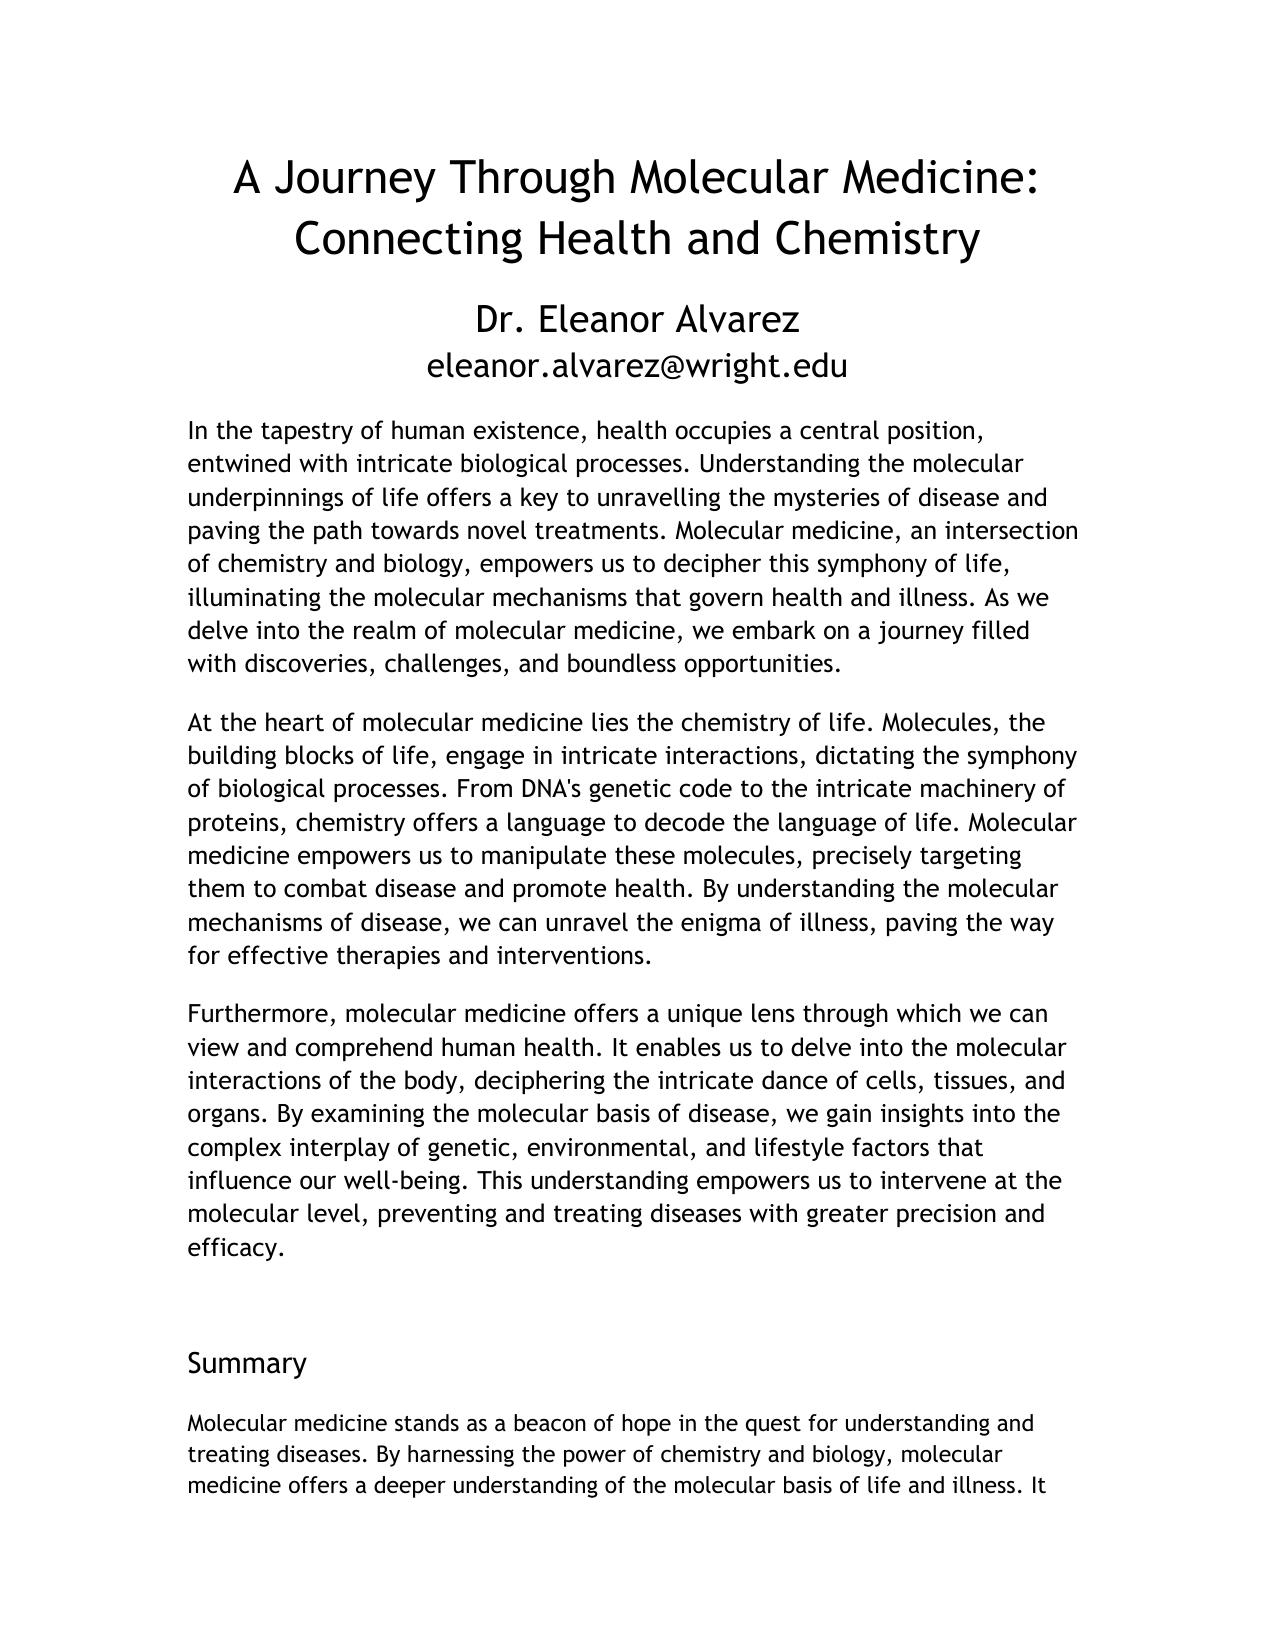 A Journey Through Molecular Medicine:
Connecting Health and Chemistry
Dr. Eleanor Alvarez
eleanor.alvarez@wright.edu
In the tapestry of human existence, health occupies a central position,
entwined with intricate biological processes. Understanding the molecular
underpinnings of life offers a key to unravelling the mysteries of disease and
paving the path towards novel treatments. Molecular medicine, an intersection
of chemistry and biology, empowers us to decipher this symphony of life,
illuminating the molecular mechanisms that govern health and illness. As we
delve into the realm of molecular medicine, we embark on a journey filled
with discoveries, challenges, and boundless opportunities.
At the heart of molecular medicine lies the chemistry of life. Molecules, the
building blocks of life, engage in intricate interactions, dictating the symphony
of biological processes. From DNA's genetic code to the intricate machinery of
proteins, chemistry offers a language to decode the language of life. Molecular
medicine empowers us to manipulate these molecules, precisely targeting
them to combat disease and promote health. By understanding the molecular
mechanisms of disease, we can unravel the enigma of illness, paving the way
for effective therapies and interventions.
Furthermore, molecular medicine offers a unique lens through which we can
view and comprehend human health. It enables us to delve into the molecular
interactions of the body, deciphering the intricate dance of cells, tissues, and
organs. By examining the molecular basis of disease, we gain insights into the
complex interplay of genetic, environmental, and lifestyle factors that
influence our well-being. This understanding empowers us to intervene at the
molecular level, preventing and treating diseases with greater precision and
efficacy.
Summary
Molecular medicine stands as a beacon of hope in the quest for understanding and
treating diseases. By harnessing the power of chemistry and biology, molecular
medicine offers a deeper understanding of the molecular basis of life and illness. It